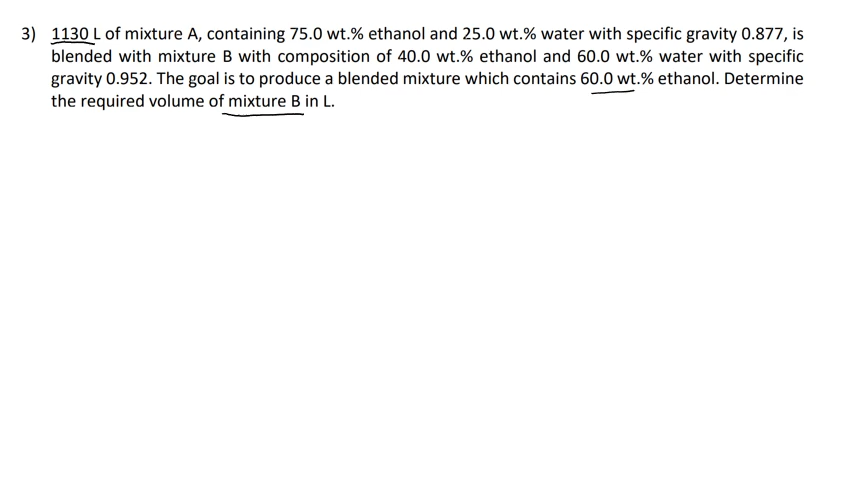 3) 1130 L of mixture A, containing 75.0 wt.% ethanol and 25.0 wt.% water with specific gravity 0.877, is
blended with mixture B with composition of 40.0 wt.% ethanol and 60.0 wt.% water with specific
gravity 0.952. The goal is to produce a blended mixture which contains 60.0 wt.% ethanol. Determine
the required volume of mixture B in L.